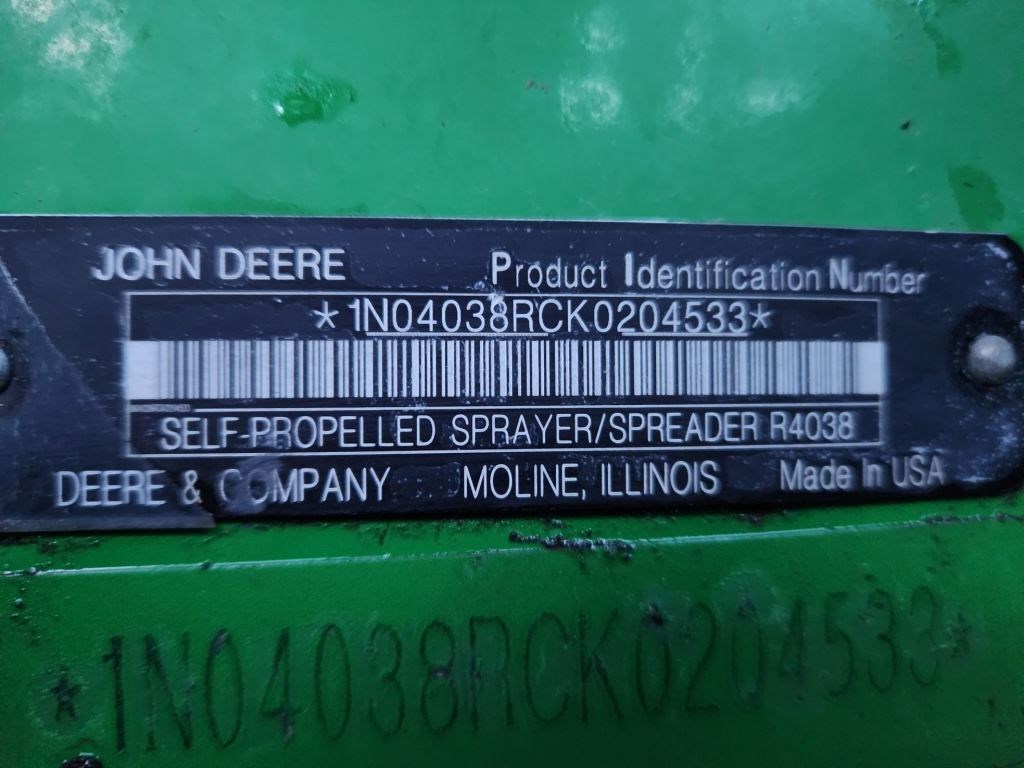 JOHN DEERE Product Identification Number
*1N04038RCK0204533*
SELF-PROPELLED SPRAYER/SPREADER R4038
DEERE & COMPANY MOLINE, ILLINOIS Made In USA
*1N04038RCK0204533*